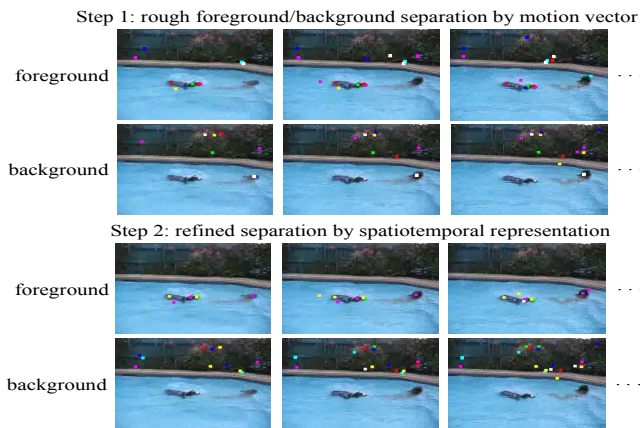 Step 1: rough foreground/background separation by motion vector
foreground
. . .
background
. . .
Step 2: refined separation by spatiotemporal representation
foreground
. . .
background
. . .